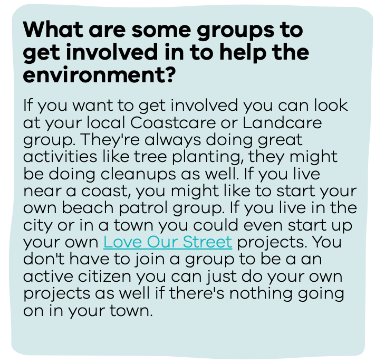 What are some groups to
get involved in to help the
environment?
If you want to get involved you can look
at your local Coastcare or Landcare
group. They're always doing great
activities like tree planting, they might
be doing cleanups as well. If you live
near a coast, you might like to start your
own beach patrol group. If you live in the
city or in a town you could even start up
your own Love Our Street projects. You
don't have to join a group to be a an
active citizen you can just do your own
projects as well if there's nothing going
on in your town.